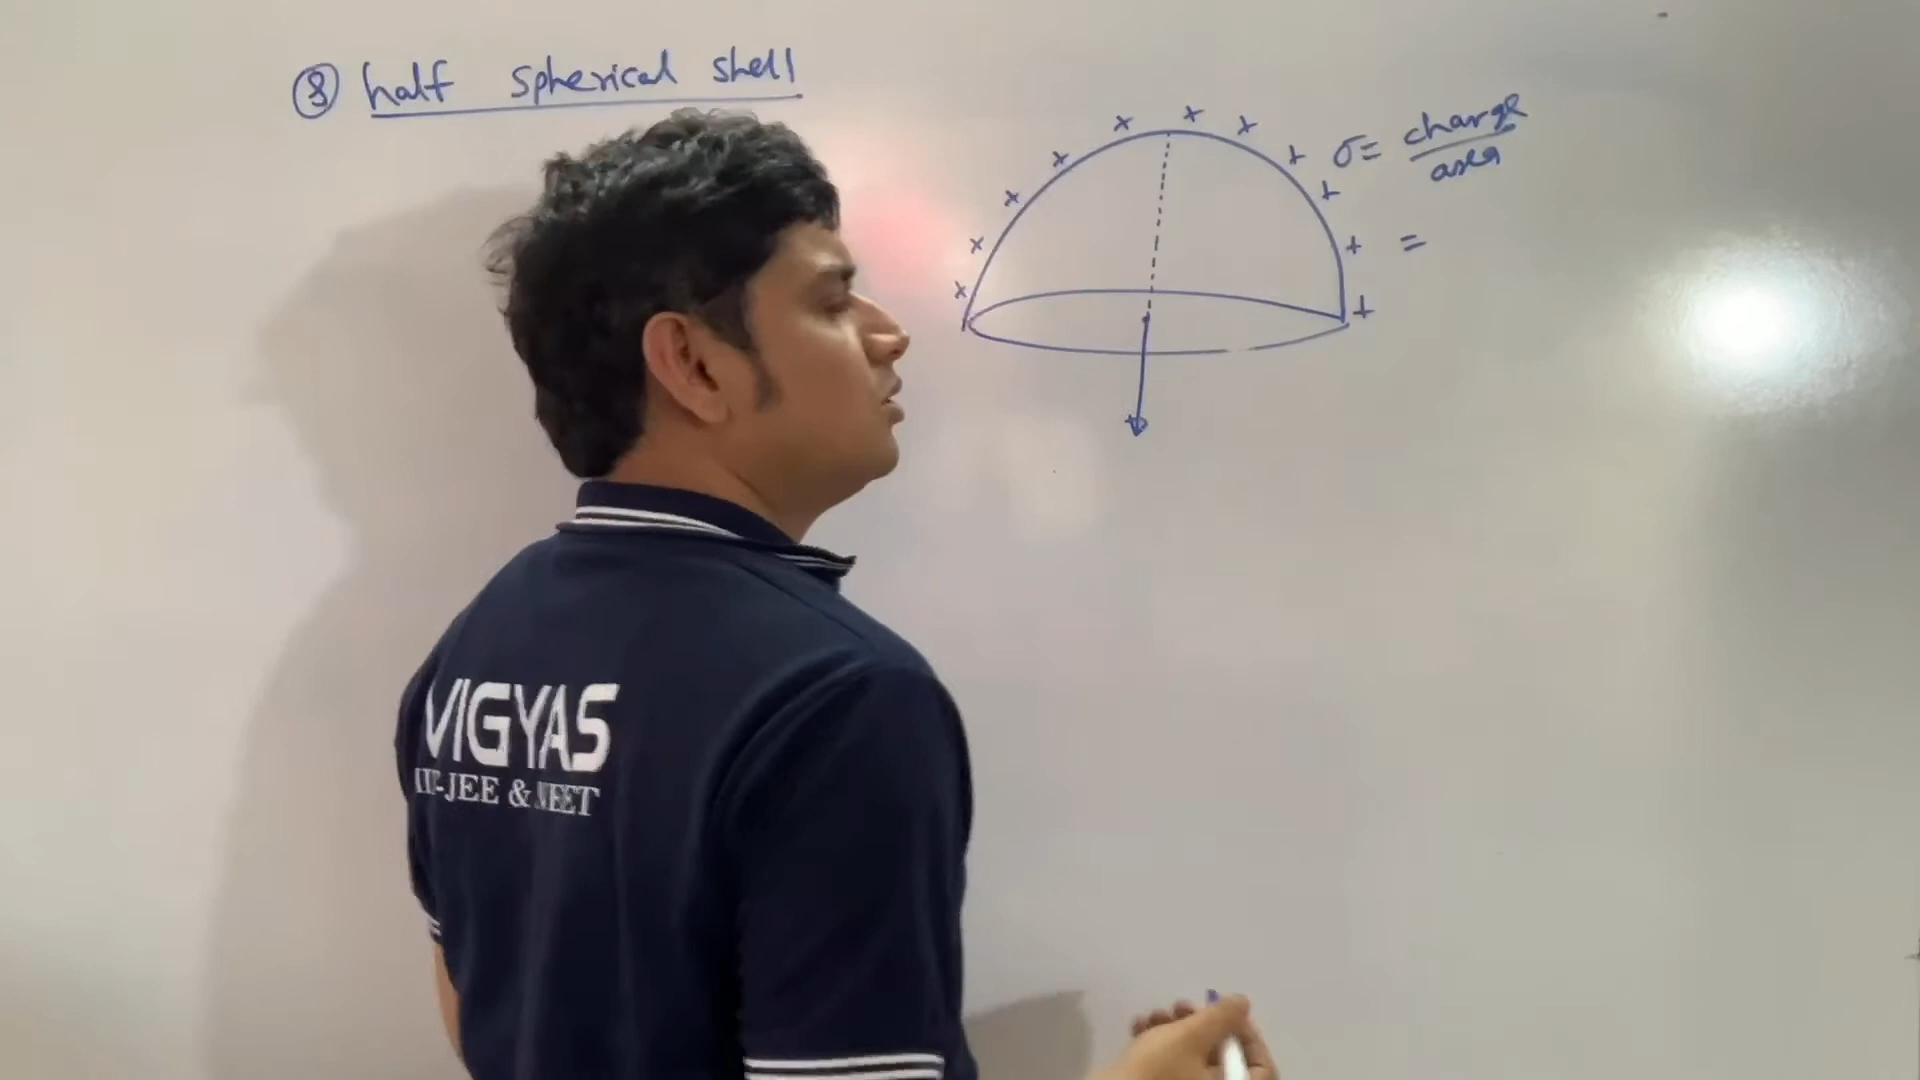 ⑧ half spherical shell
σ= charge
area
=
VIGYAS
IIT-JEE & NEET